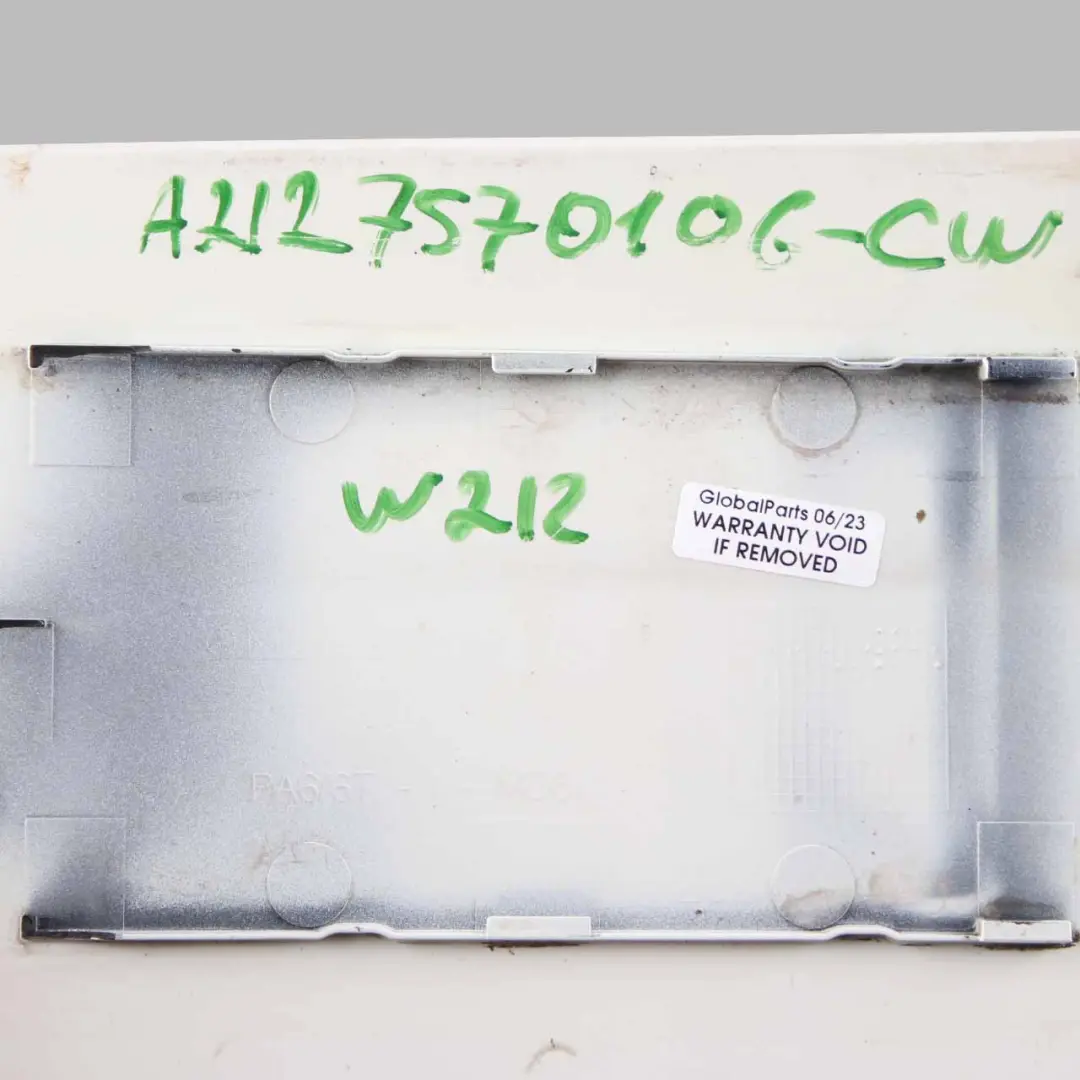 A2127570106-CW
W212
GlobalParts 06/23
WARRANTY VOID
IF REMOVED